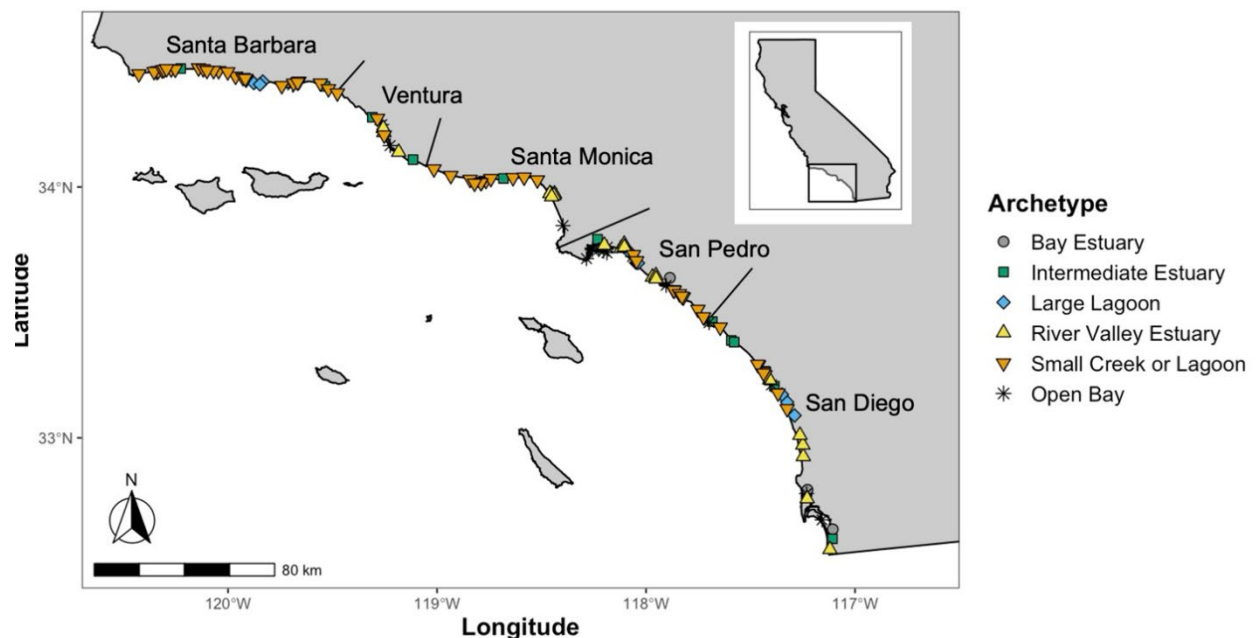 Santa Barbara
Ventura
Santa Monica
San Pedro
San Diego
34°N
33°N
Latitude
N
80 km
120°W
119°W
118°W
117°W
Longitude
Archetype
Bay Estuary
Intermediate Estuary
Large Lagoon
River Valley Estuary
Small Creek or Lagoon
Open Bay